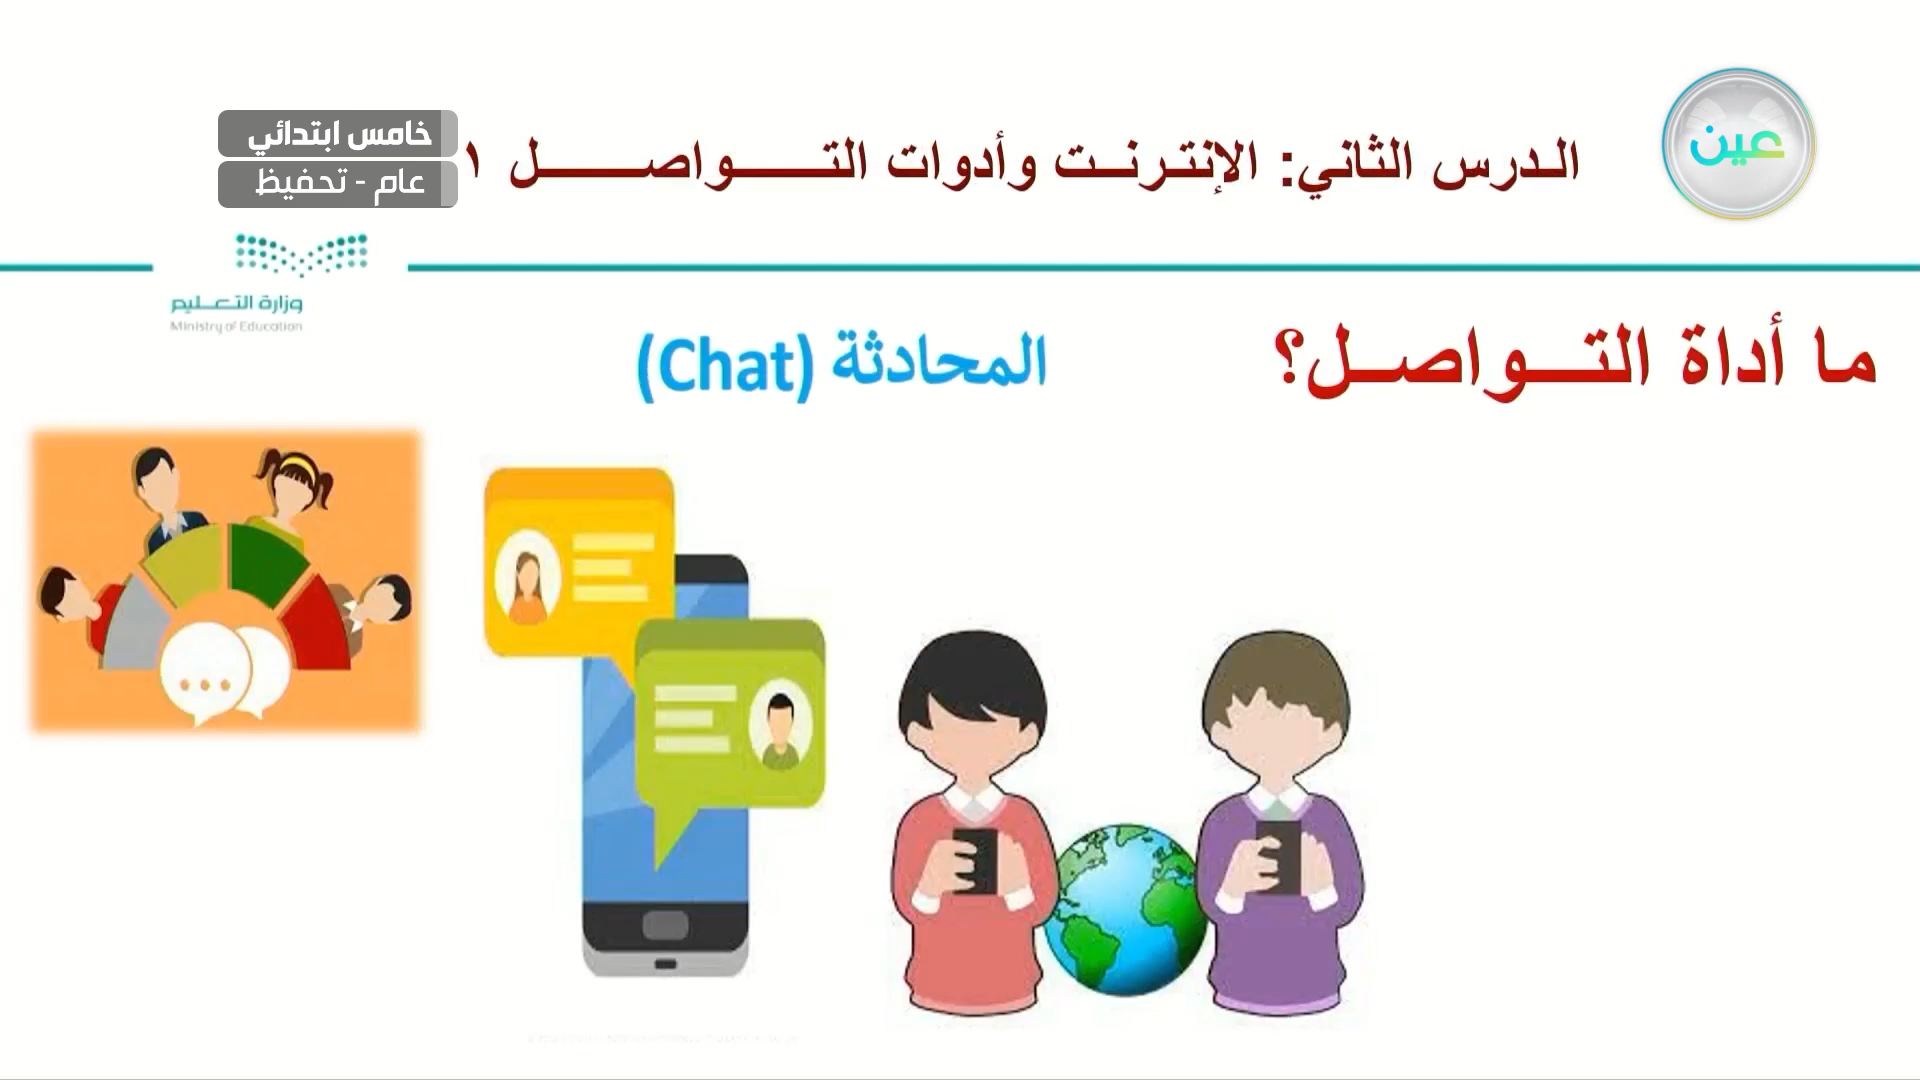 خامس ابتدائي
عام - تحفيظ
الدرس الثاني: الإنترنت وأدوات التواصل ١
عين
وزارة التعليم
Ministry of Education
ما أداة التواصل؟
المحادثة (Chat)